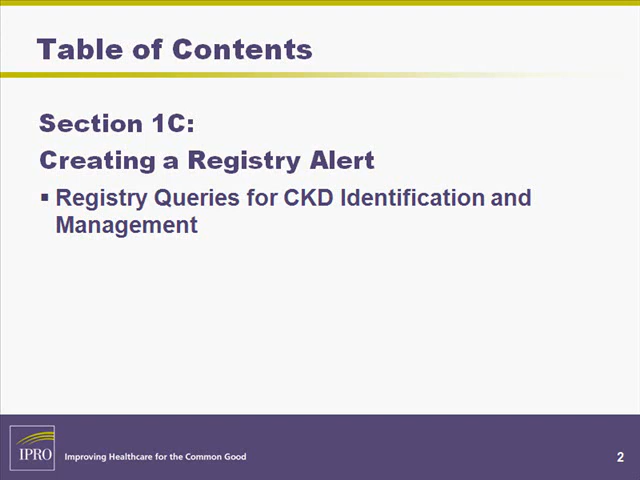 Table of Contents
Section 1C:
Creating a Registry Alert
▪ Registry Queries for CKD Identification and
Management
IPRO
Improving Healthcare for the Common Good
2